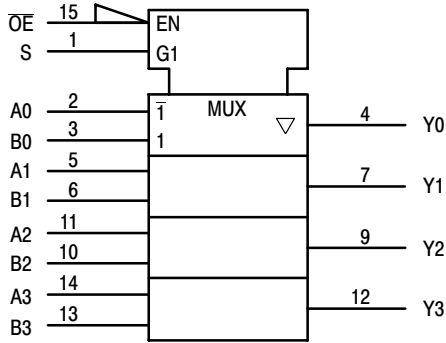 O̅E̅ 15 EN
S 1 G1
MUX
A0 2 1̅
4 Y0
B0 3 1
A1 5
7 Y1
B1 6
A2 11
9 Y2
B2 10
A3 14
12 Y3
B3 13